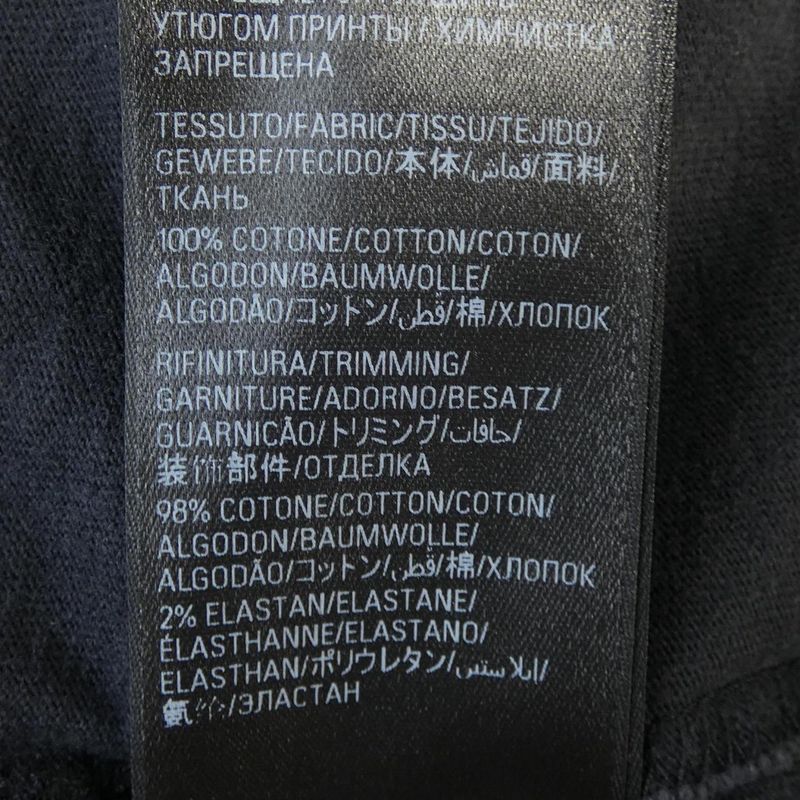 УТЮГОМ ПРИНТЫ/ХИМЧИСТКА
ЗАПРЕЩЕНА
TESSUTO/FABRIC/TISSU/TEJIDO/
GEWEBE/TECIDO/本体/قماش/面料/
ТКАНЬ
100% COTONE/COTTON/COTON/
ALGODON/BAUMWOLLE/
ALGODÃO/コットン/قطن/棉/ХЛОПОК
RIFINITURA/TRIMMING/
GARNITURE/ADORNO/BESATZ/
GUARNICÃO/トリミング/حافات/
装饰部件/ОТДЕЛКА
98% COTONE/COTTON/COTON/
ALGODON/BAUMWOLLE/
ALGODÃO/コットン/قطن/棉/ХЛОПОК
2% ELASTAN/ELASTANE/
ÉLASTHANNE/ELASTANO/
ELASTHAN/ポリウレタン/إيلاستين/
氨纶/ЭЛАСТАН